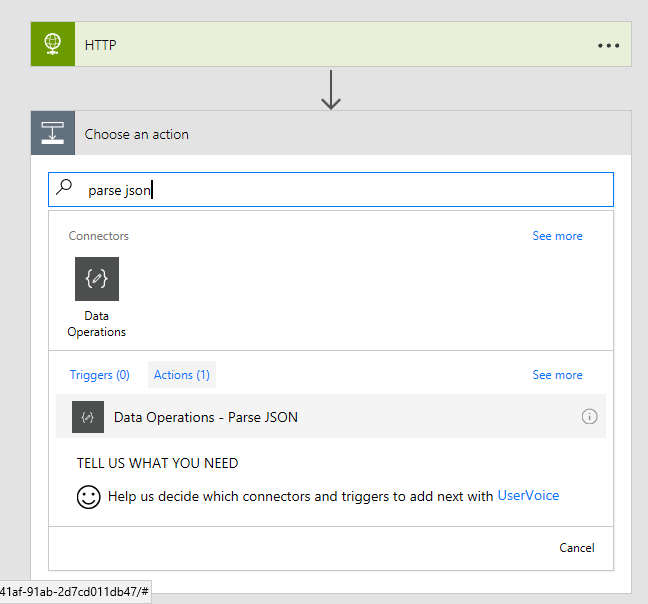 HTTP
Choose an action
parse json
Connectors
See more
Data
Operations
Triggers (0) Actions (1) See more
Data Operations - Parse JSON
TELL US WHAT YOU NEED
Help us decide which connectors and triggers to add next with UserVoice
Cancel
41af-91ab-2d7cd011db47/#